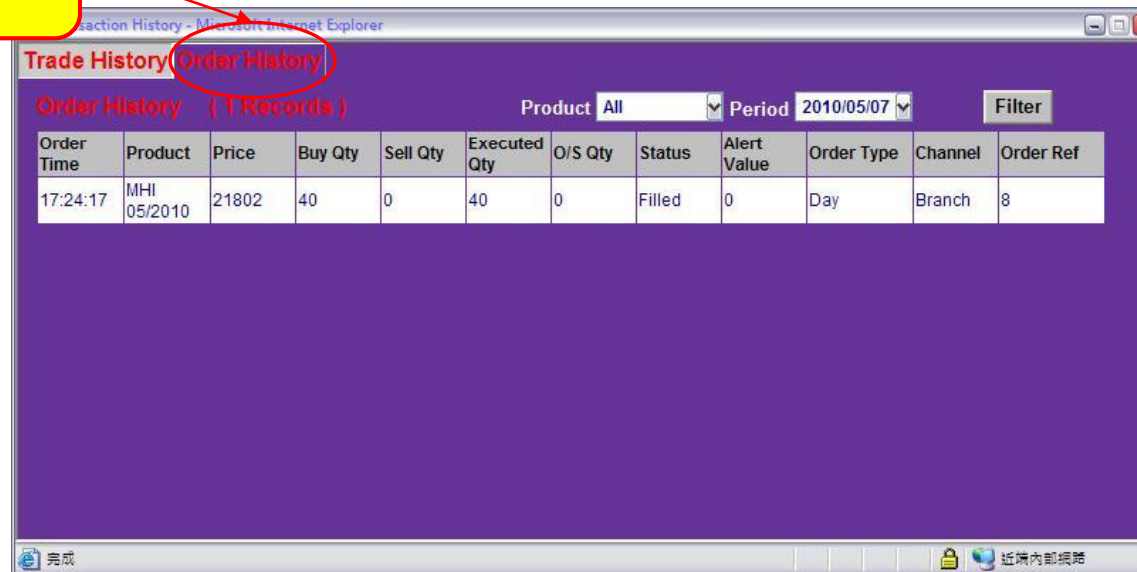 saction History - Microsoft Internet Explorer
Trade History Order History
Order History ( 1 Records ) Product All Period 2010/05/07 Filter
Order Time Product Price Buy Qty Sell Qty Executed Qty O/S Qty Status Alert Value Order Type Channel Order Ref
17:24:17 MHI 05/2010 21802 40 0 40 0 Filled 0 Day Branch 8
完成 近端內部網路